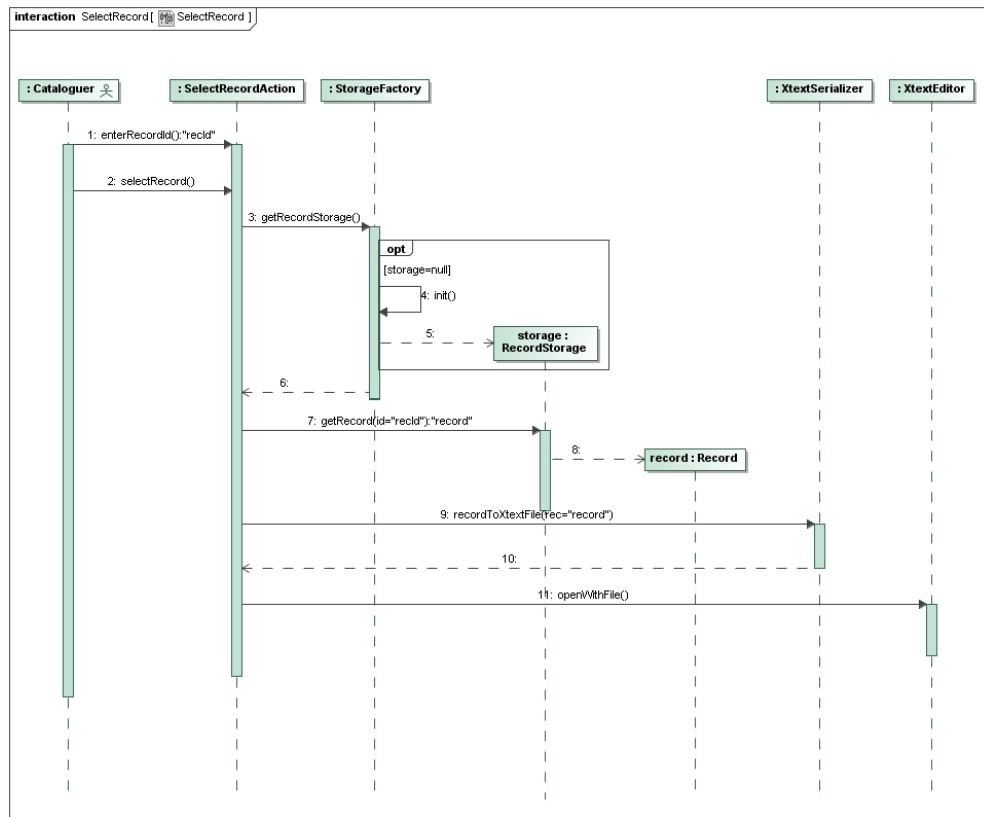 interaction SelectRecord[ SelectRecord ]
: Cataloguer
: SelectRecordAction
: StorageFactory
: XtextSerializer
: XtextEditor
1: enterRecordId():"recId"
2: selectRecord()
3: getRecordStorage()
opt
[storage=null]
4: init()
5:
storage :
RecordStorage
6:
7: getRecord(id="recId"):"record"
8:
record : Record
9: recordToXtextFile(rec="record")
10:
11: openWithFile()